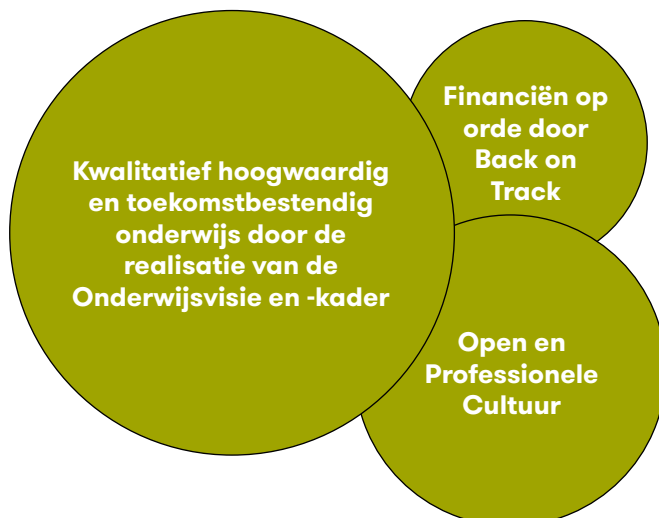 Kwalitatief hoogwaardig
en toekomstbestendig
onderwijs door de
realisatie van de
Onderwijsvisie en -kader
Financiën op
orde door
Back on
Track
Open en
Professionele
Cultuur